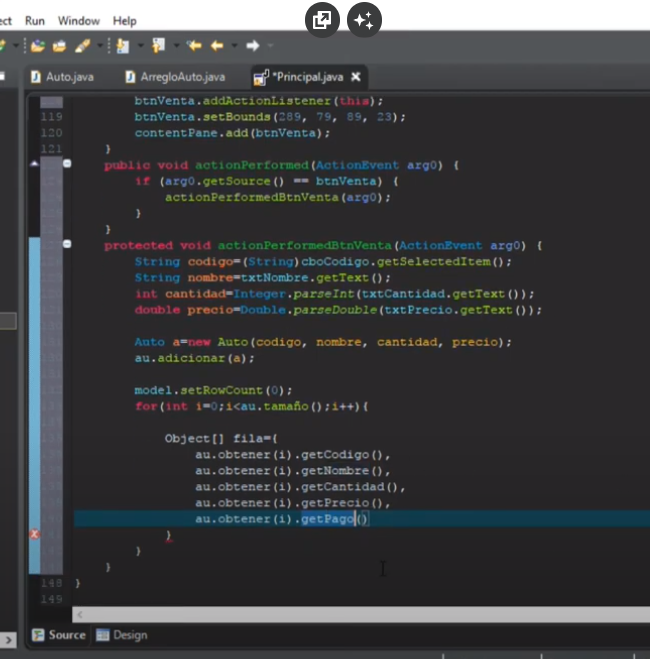 ect Run Window Help
Auto.java ArregloAuto.java *Principal.java
btnVenta.addActionListener(this);
119 btnVenta.setBounds(289, 79, 89, 23);
120 contentPane.add(btnVenta);
121 }
public void actionPerformed(ActionEvent arg0) {
if (arg0.getSource() == btnVenta) {
actionPerformedBtnVenta(arg0);
}
}
protected void actionPerformedBtnVenta(ActionEvent arg0) {
String codigo=(String)cboCodigo.getSelectedItem();
String nombre=txtNombre.getText();
int cantidad=Integer.parseInt(txtCantidad.getText());
double precio=Double.parseDouble(txtPrecio.getText());
Auto a=new Auto(codigo, nombre, cantidad, precio);
au.adicionar(a);
model.setRowCount(0);
for(int i=0;i<au.tamaño();i++){
Object[] fila={
au.obtener(i).getCodigo(),
au.obtener(i).getNombre(),
au.obtener(i).getCantidad(),
au.obtener(i).getPrecio(),
au.obtener(i).getPago()
}
}
}
148 }
149
Source Design